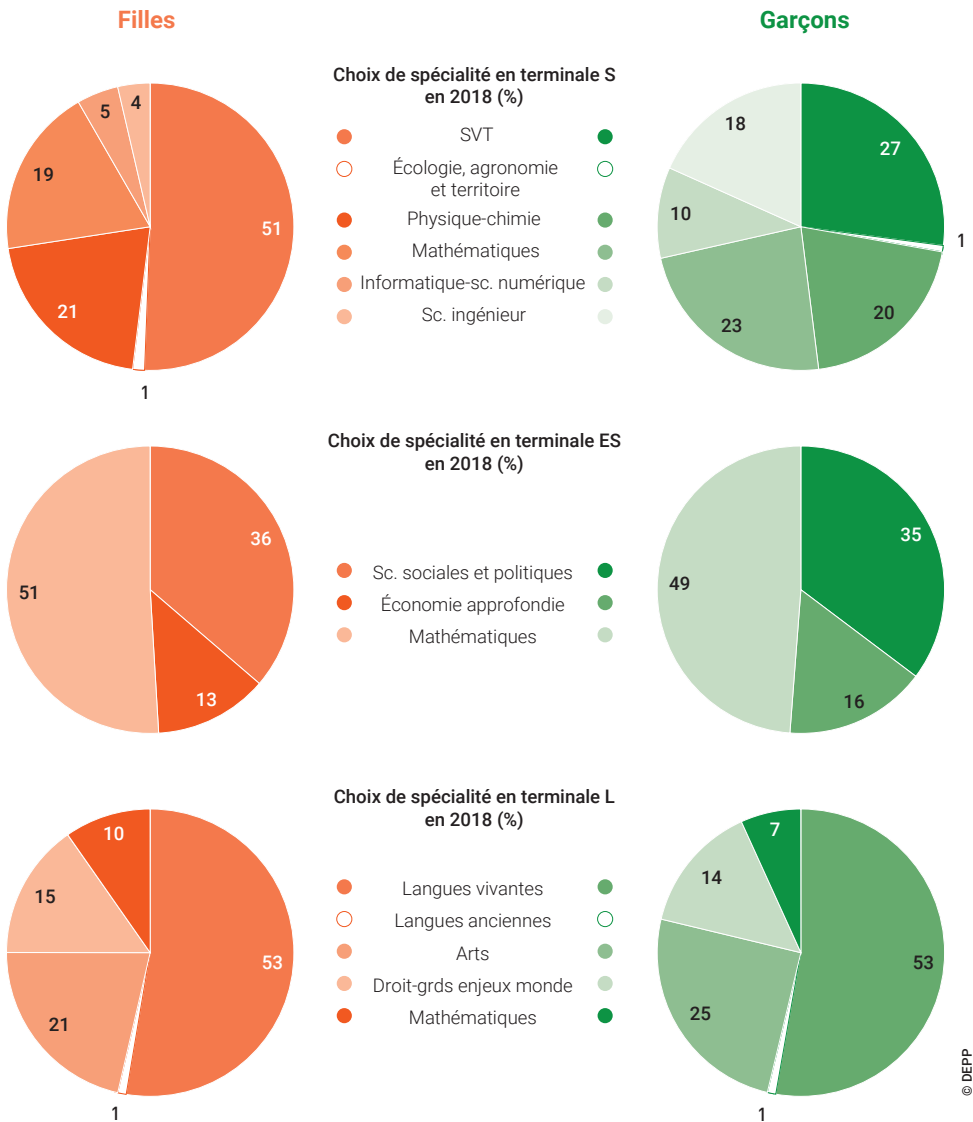 Filles
Garçons
Choix de spécialité en terminale S
en 2018 (%)
SVT
Écologie, agronomie
et territoire
Physique-chimie
Mathématiques
Informatique-sc. numérique
Sc. ingénieur
4
5
19
51
21
1
18
27
10
1
23
20
Choix de spécialité en terminale ES
en 2018 (%)
Sc. sociales et politiques
Économie approfondie
Mathématiques
36
51
13
35
49
16
Choix de spécialité en terminale L
en 2018 (%)
Langues vivantes
Langues anciennes
Arts
Droit-grds enjeux monde
Mathématiques
10
15
53
21
1
7
14
53
25
1
© DEPP